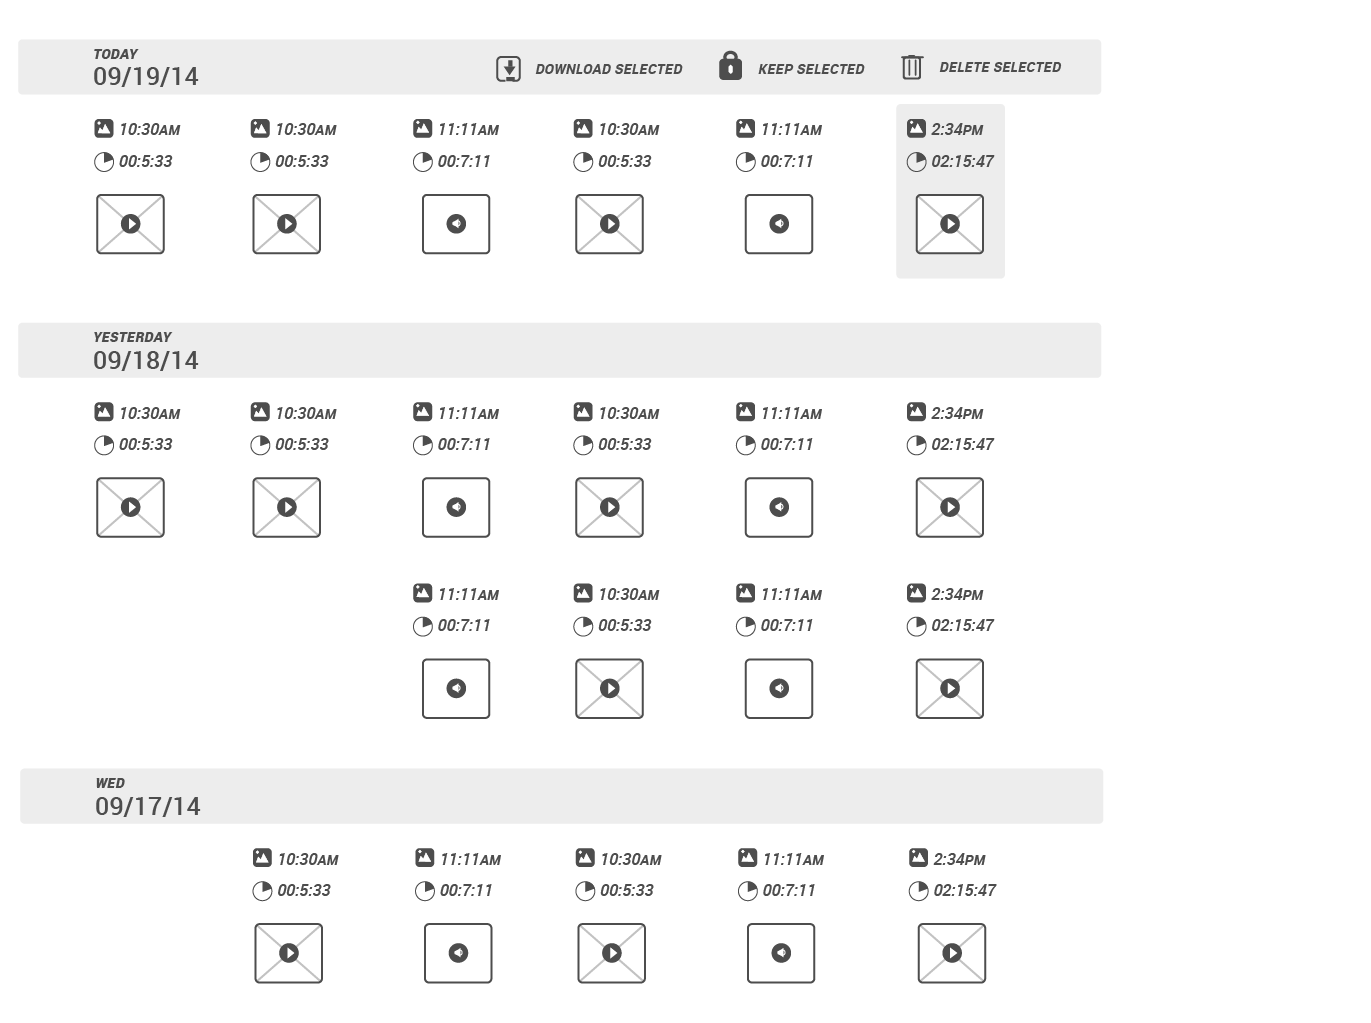 TODAY
09/19/14
DOWNLOAD SELECTED
KEEP SELECTED
DELETE SELECTED
10:30AM 10:30AM 11:11AM 10:30AM 11:11AM 2:34PM
00:5:33 00:5:33 00:7:11 00:5:33 00:7:11 02:15:47
YESTERDAY
09/18/14
10:30AM 10:30AM 11:11AM 10:30AM 11:11AM 2:34PM
00:5:33 00:5:33 00:7:11 00:5:33 00:7:11 02:15:47
11:11AM 10:30AM 11:11AM 2:34PM
00:7:11 00:5:33 00:7:11 02:15:47
WED
09/17/14
10:30AM 11:11AM 10:30AM 11:11AM 2:34PM
00:5:33 00:7:11 00:5:33 00:7:11 02:15:47